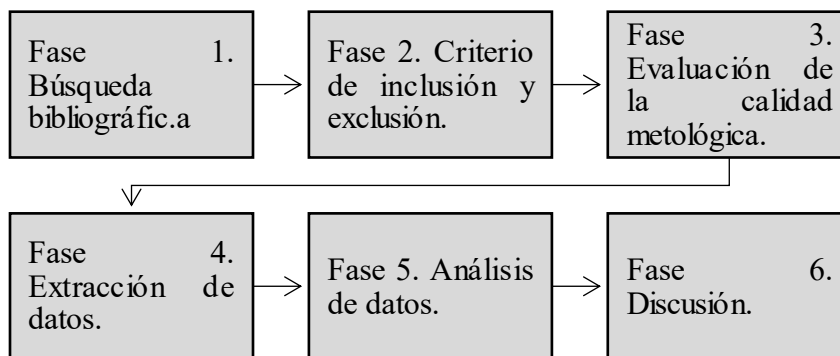 Fase 1.
Búsqueda
bibliográfic.a
Fase 2. Criterio
de inclusión y
exclusión.
Fase 3.
Evaluación de
la calidad
metológica.
Fase 4.
Extracción de
datos.
Fase 5. Análisis
de datos.
Fase 6.
Discusión.